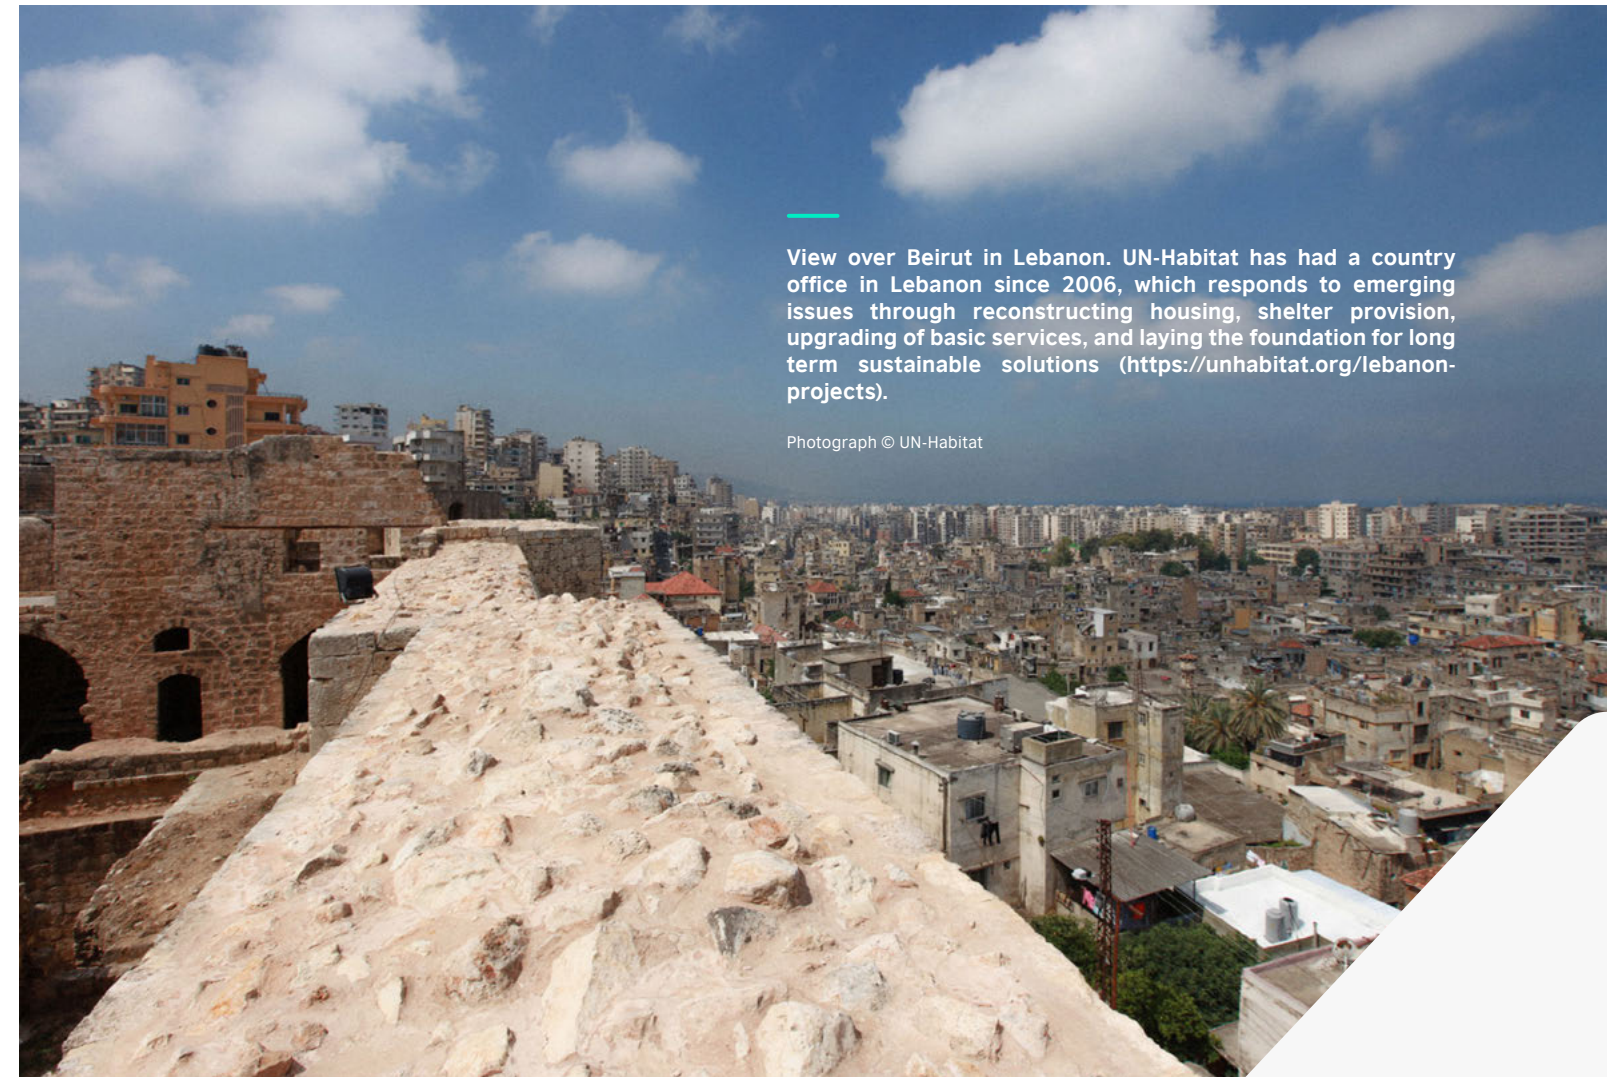 View over Beirut in Lebanon. UN-Habitat has had a country
office in Lebanon since 2006, which responds to emerging
issues through reconstructing housing, shelter provision,
upgrading of basic services, and laying the foundation for long
term sustainable solutions (https://unhabitat.org/lebanon-
projects).
Photograph © UN-Habitat